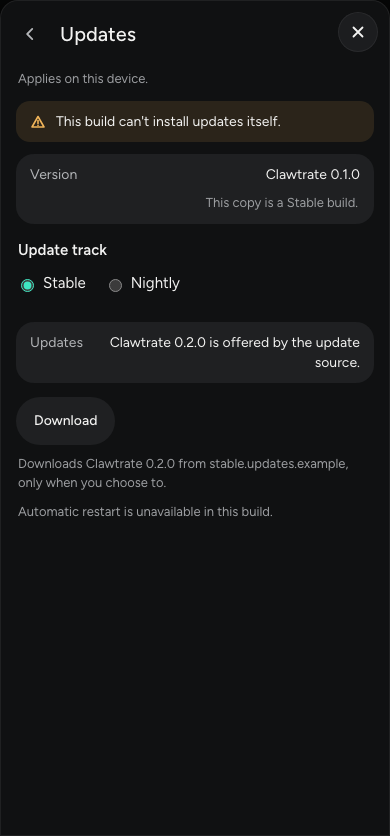 Updates
Applies on this device.
This build can't install updates itself.
Version Clawtrate 0.1.0
This copy is a Stable build.
Update track
Stable Nightly
Updates Clawtrate 0.2.0 is offered by the update
source.
Download
Downloads Clawtrate 0.2.0 from stable.updates.example,
only when you choose to.
Automatic restart is unavailable in this build.